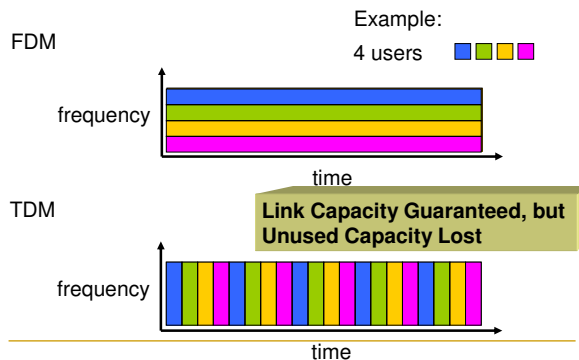 Example:
FDM
4 users
frequency
time
TDM
Link Capacity Guaranteed, but
Unused Capacity Lost
frequency
time